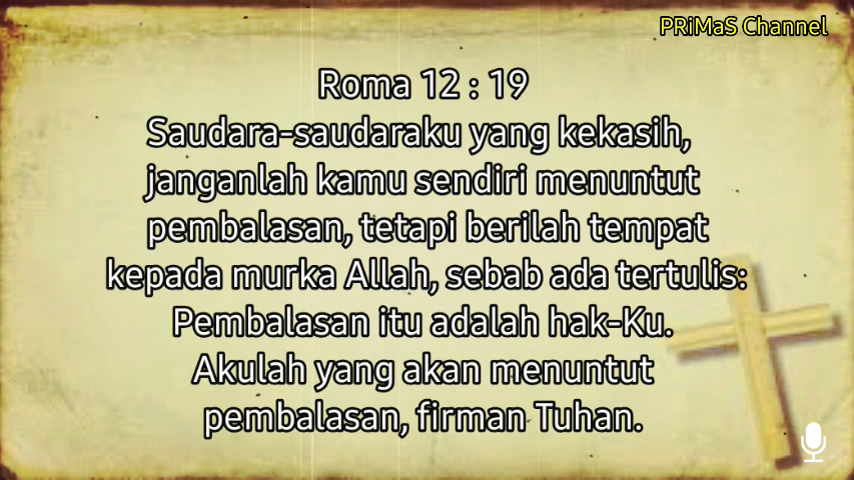 PRiMaS Channel
Roma 12 : 19
Saudara-saudaraku yang kekasih,
janganlah kamu sendiri menuntut
pembalasan, tetapi berilah tempat
kepada murka Allah, sebab ada tertulis:
Pembalasan itu adalah hak-Ku.
Akulah yang akan menuntut
pembalasan, firman Tuhan.